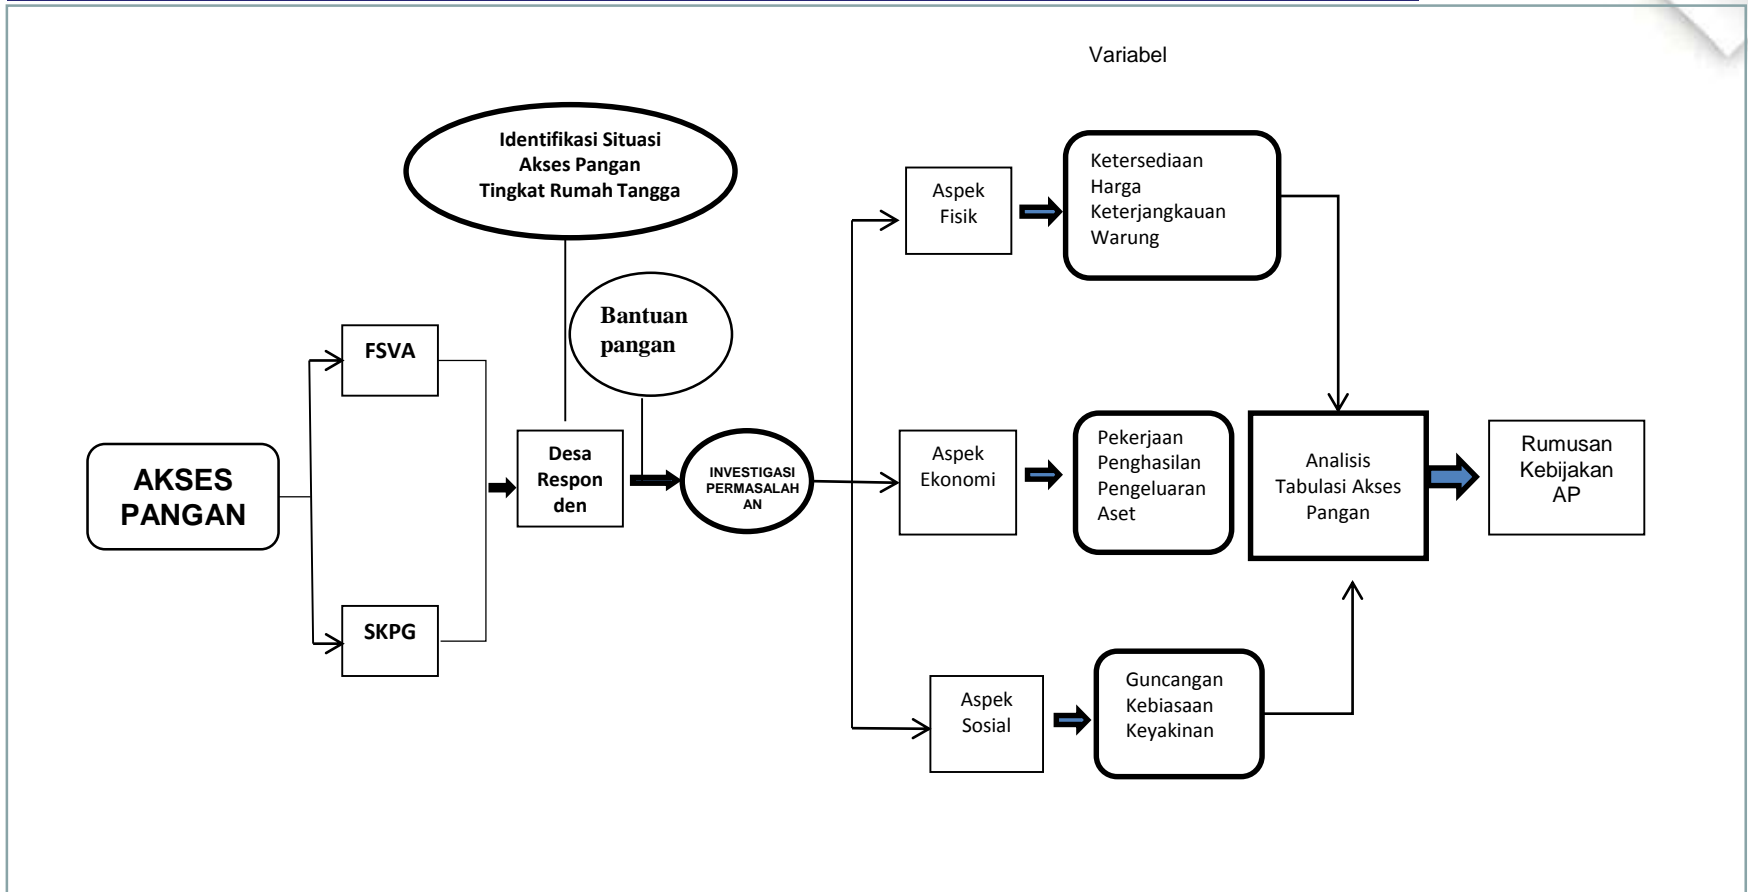 Variabel
Identifikasi Situasi
Akses Pangan
Tingkat Rumah Tangga
Bantuan
pangan
AKSES
PANGAN
FSVA
SKPG
Desa
Respon
den
INVESTIGASI
PERMASALAH
AN
Aspek
Fisik
Ketersediaan
Harga
Keterjangkauan
Warung
Aspek
Ekonomi
Pekerjaan
Penghasilan
Pengeluaran
Aset
Aspek
Sosial
Guncangan
Kebiasaan
Keyakinan
Analisis
Tabulasi Akses
Pangan
Rumusan
Kebijakan
AP